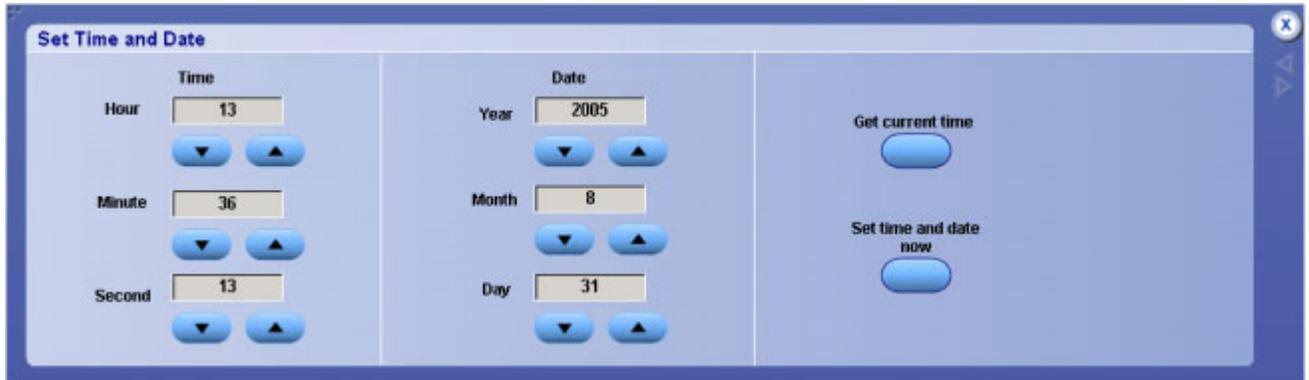 Set Time and Date
Time
Hour 13
Minute 36
Second 13
Date
Year 2005
Month 8
Day 31
Get current time
Set time and date
now
X